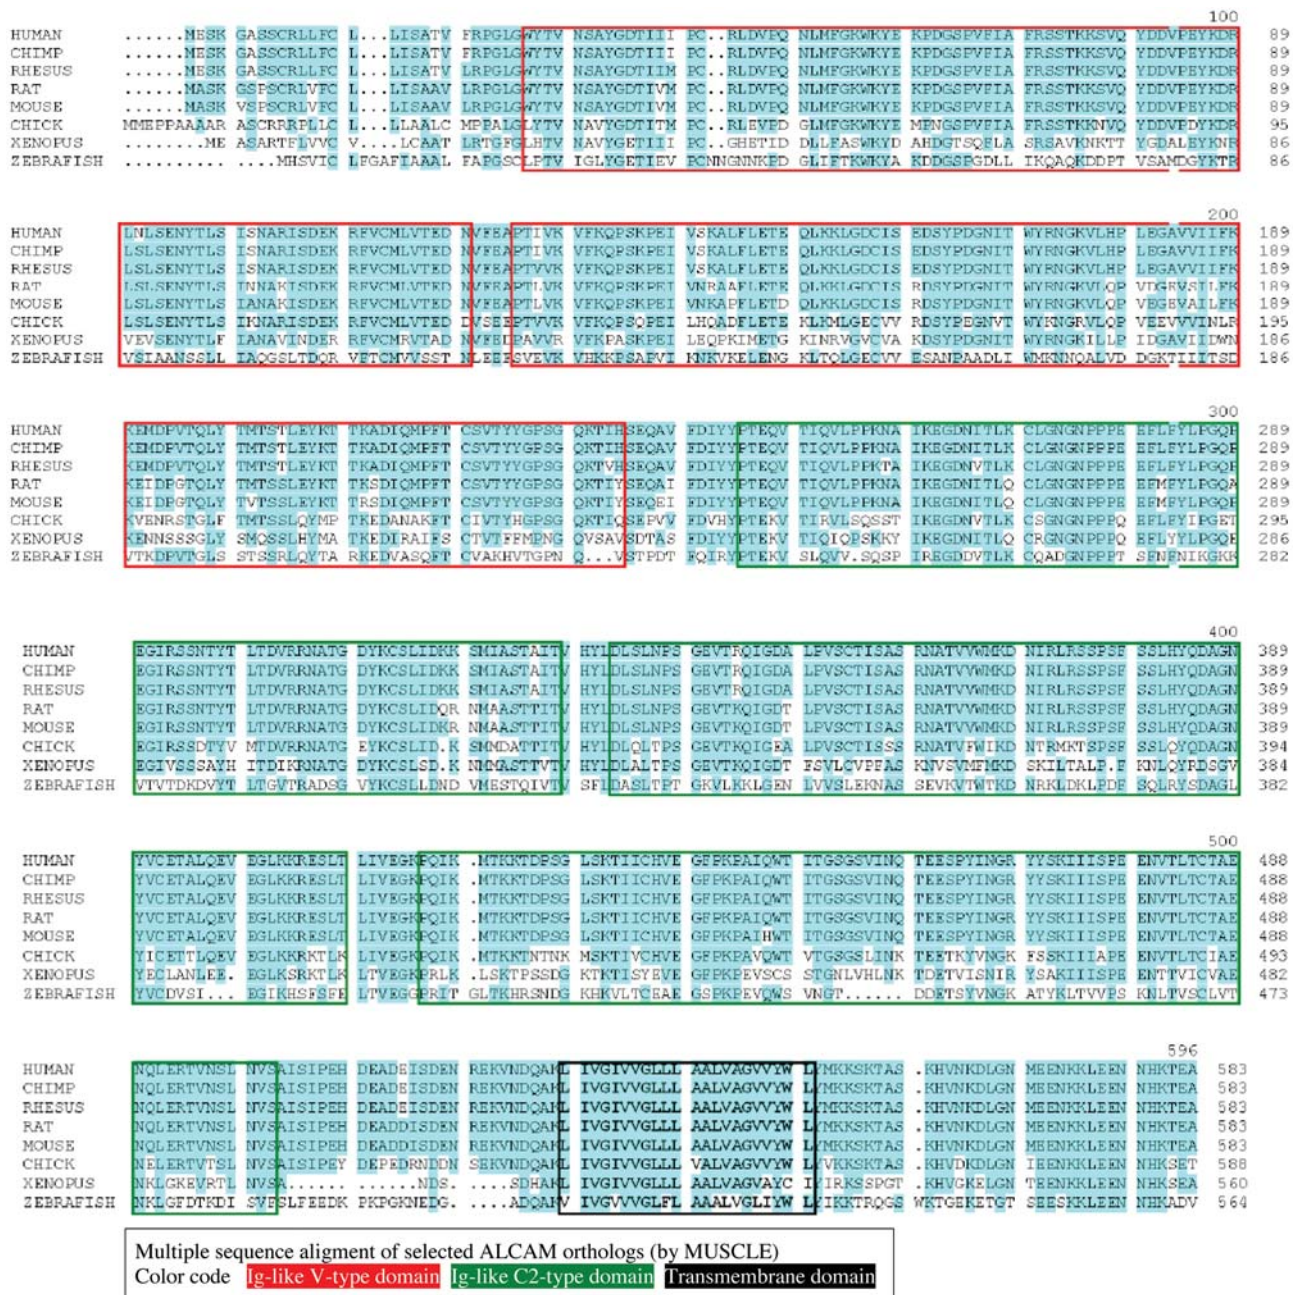 100
HUMAN ......MESK GASSCRLLFC L...LISATV FRPGLGWYTV NSAYGDTIII PC..RLDVPQ NLMFGKWKYE KPDGSPVFIA FRSSTKKSVQ YDDVPEYKDR 89
CHIMP ......MESK GASSCRLLFC L...LISATV FRPGLGWYTV NSAYGDTIII PC..RLDVPQ NLMFGKWKYE KPDGSPVFIA FRSSTKKSVQ YDDVPEYKDR 89
RHESUS ......MESK GASSCRLLFC L...LISATV LRPGLGWYTV NSAYGDTIIM PC..RLDVPQ NLMFGKWKYE KPDGSPVFIA FRSSTKKSVQ YDDVPEYKDR 89
RAT ......MASK GSPSCRLVFC L...LISAAV LRPGLGWYTV NSAYGDTIVM PC..RLDVPQ NLMFGKWKYE KPDGSPVFIA FRSSTKKSVQ YDDVPEYKDR 89
MOUSE ......MASK VSPSCRLVFC L...LISAAV LRPGLGWYTV NSAYGDTIVM PC..RLDVPQ NLMFGKWKYE KPDGSPVFIA FRSSTKKSVQ YDDVPEYKDR 89
CHICK MMEPPAAAAR ASCRRRPLLC L...LLAALC MPPALGLYTV NAVYGDTITM PC..RLEVPD GLMFGKWKYE MPNGSPVFIA FRSSTKKNVQ YDDVPDYKDR 95
XENOPUS ........ME ASARTFLVVC V....LCAAT LRTGFGLHTV NAVYGETIII PC..GHETID DLLFASWKYD AHDGTSQFLA SRSAVKNKTT YGDALEYKNR 86
ZEBRAFISH .......... ....MHSVIC LFGAFIAAAL FAPGSCLPTV IGLYGETIEV PCNNGNNKPD GLIFTKWKYA KDDGSPGDLL IKQAQKDDPT VSAMDGYKTR 86
200
HUMAN LNLSENYTLS ISNARISDEK RFVCMLVTED NVFEAPTIVK VFKQPSKPEI VSKALFLETE QLKKLGDCIS EDSYPDGNIT WYRNGKVLHP LEGAVVIIFK 189
CHIMP LSLSENYTLS ISNARISDEK RFVCMLVTED NVFEAPTIVK VFKQPSKPEI VSKALFLETE QLKKLGDCIS EDSYPDGNIT WYRNGKVLHP LEGAVVIIFK 189
RHESUS LSLSENYTLS ISNARISDEK RFVCMLVTED NVFEAPTVVK VFKQPSKPEI VSKALFLETE QLKKLGDCIS EDSYPDGNIT WYRNGKVLHP LEGAVVIIFK 189
RAT LSLSENYTLS INNAKISDEK RFVCMLVTED NVFEAPTLVK VFKQPSKPEI VNRAAFLETE QLKKLGDCIS RDSYPDGNIT WYRNGKVLQP VDGEVSILFK 189
MOUSE LSLSENYTLS IANAKISDEK RFVCMLVTED NVFEAPTLVK VFKQPSKPEI VNKAPFLETD QLKKLGDCIS RDSYPDGNIT WYRNGKVLQP VEGEVAILFK 189
CHICK LSLSENYTLS IKNARISDEK RFVCMLVTED DVSEEPTVVK VFKQPSQPEI LHQADFLETE KLKMLGECVV RDSYPEGNVT WYKNGRVLQP VEEVVVINLR 195
XENOPUS VEVSENYTLF IANAVINDER RFVCMRVTAD NVFEDPAVVR VFKPASKPEI LEQPKIMETG KINRVGVCVA KDSYPDGNIT WYRNGKILLP IDGAVIIDWN 186
ZEBRAFISH VSIAANSSLL IAQGSLTDQR VFTCMVVSST NLEEFSVEVK VHKKPSAPVI KNKVKELENG KLTQLGECVV ESANPAADLI WMKNNQALVD DGKTIIITSD 186
300
HUMAN KEMDPVTQLY TMTSTLEYKT TKADIQMPFT CSVTYYGPSG QKTIHSEQAV FDIYYPTEQV TIQVLPPKNA IKEGDNITLK CLGNGNPPPE EFLFYLPGQP 289
CHIMP KEMDPVTQLY TMTSTLEYKT TKADIQMPFT CSVTYYGPSG QKTIHSEQAV FDIYYPTEQV TIQVLPPKNA IKEGDNITLK CLGNGNPPPE EFLFYLPGQP 289
RHESUS KEMDPVTQLY TMTSTLEYKT TKADIQMPFT CSVTYYGPSG QKTVHSEQAV FDIYYPTEQV TIQVLPPKTA IKEGDNVTLK CLGNGNPPPE EFLFYLPGQP 289
RAT KEIDPGTQLY TMTSSLEYKT TKSDIQMPFT CSVTYYGPSG QKTIYSEQAI FDIYYPTEQV TIQVLPPKNA IKEGDNITLQ CLGNGNPPPE EFMFYLPGQA 289
MOUSE KEIDPGTQLY TVTSSLEYKT TRSDIQMPFT CSVTYYGPSG QKTIYSEQEI FDIYYPTEQV TIQVLPPKNA IKEGDNITLQ CLGNGNPPPE EFMFYLPGQP 289
CHICK KVENRSTGLF TMTSSLQYMP TKEDANAKFT CIVTYHGPSG QKTIQSEPVV FDVHYPTEKV TIRVLSQSST IKEGDNVTLK CSGNGNPPPQ EFLFYIPGET 295
XENOPUS KENNSSSGLY SMQSSLHYMA TKEDIRAIFS CTVTFFMPNG QVSAVSDTAS FDIYYPTEKV TIQIQPSKKY IKEGDNITLK CQGNGNPPPQ EFLYYLPGQE 286
ZEBRAFISH VTKDPVTGLS STSSRLQYTA RKEDVASQFT CVAKHVTGPN Q...VSTPDT FQIRYPTEKV SLQVV.SQSP IREGDDVTLK CQADGNPPPT SFNFNIKGKK 282
400
HUMAN EGIRSSNTYT LTDVRRNATG DYKCSLIDKK SMIASTAITV HYLDLSLNPS GEVTRQIGDA LPVSCTISAS RNATVVWMKD NIRLRSSPSF SSLHYQDAGN 389
CHIMP EGIRSSNTYT LTDVRRNATG DYKCSLIDKK SMIASTAITV HYLDLSLNPS GEVTRQIGDA LPVSCTISAS RNATVVWMKD NIRLRSSPSF SSLHYQDAGN 389
RHESUS EGIRSSNTYT LTDVRRNATG DYKCSLIDKK SMIASTAITV HYLDLSLNPS GEVTRQIGDA LPVSCTISAS RNATVVWMKD NIRLRSSPSF SSLHYQDAGN 389
RAT EGIRSSNTYT LTDVRRNATG DYKCSLIDQR NMAASTTITV HYLDLSLNPS GEVTKQIGDT LPVSCTISAS RNATVVWMKD NIRLRSSPSF SSLHYQDAGN 389
MOUSE EGIRSSNTYT LTDVRRNATG DYKCSLIDKR NMAASTTITV HYLDLSLNPS GEVTKQIGDT LPVSCTISAS RNATVVWMKD NIRLRSSPSF SSLHYQDAGN 389
CHICK EGIRSSDTYV MTDVRRNATG EYKCSLID.K SMMDATTITV HYLDLQLTPS GEVTKQIGEA LPVSCTISSS RNATVFWIKD NTRMKTSPSF SSLQYQDAGN 394
XENOPUS EGIVSSSAYH ITDIKRNATG DYKCSLSD.K NMMASTTVTV HYLDLALTPS GEVTKQIGDT FSVLCVPFAS KNVSVMFMKD SKILTALP.F KNLQYRDSGV 384
ZEBRAFISH VTVTDKDVYT LTGVTRADSG VYKCSLLDND VMESTQIVTV SFLDASLTPT GKVLKKLGEN LVVSLEKNAS SEVKVTWTKD NRKLDKLPDF SQLRYSDAGL 382
500
HUMAN YVCETALQEV EGLKKRESLT LIVEGKPQIK .MTKKTDPSG LSKTIICHVE GFPKPAIQWT ITGSGSVINQ TEESPYINGR YYSKIIISPE ENVTLTCTAE 488
CHIMP YVCETALQEV EGLKKRESLT LIVEGKPQIK .MTKKTDPSG LSKTIICHVE GFPKPAIQWT ITGSGSVINQ TEESPYINGR YYSKIIISPE ENVTLTCTAE 488
RHESUS YVCETALQEV EGLKKRESLT LIVEGKPQIK .MTKKTDPSG LSKTIICHVE GFPKPAIQWT ITGSGSVINQ TEESPYINGR YYSKIIISPE ENVTLTCTAE 488
RAT YVCETALQEV EGLKKRESLT LIVEGKPQIK .MTKKTDPSG LSKTIICHVE GFPKPAIQWT ITGSGSVINQ TEESPYINGR YYSKIIISPE ENVTLTCTAE 488
MOUSE YVCETALQEV EGLKKRESLT LIVEGKPQIK .MTKKTDPSG LSKTIICHVE GFPKPAIHWT ITGSGSVINQ TEESPYINGR YYSKIIISPE ENVTLTCTAE 488
CHICK YICETTLQEV EGLKKRKTLK LIVEGKPQIK .MTKKTNTNK MSKTIVCHVE GFPKPAVQWT VTGSGSLINK TEETKYVNGK FSSKIIIAPE ENVTLTCIAE 493
XENOPUS YECLANLEE. EGLKSRKTLK LTVEGKPRLK .LSKTPSSDG KTKTISYEVE GFPKPEVSCS STGNLVHLNK TDETVISNIR YSAKIIISPE ENTTVICVAE 482
ZEBRAFISH YVCDVSI... EGIKHSFSFE LTVEGGPRIT GLTKHRSNDG KHKVLTCEAE GSPKPEVQWS VNGT...... DDETSYVNGK ATYKLTVVPS KNLTVSCLVT 473
596
HUMAN NQLERTVNSL NVSAISIPEH DEADEISDEN REKVNDQAKL IVGIVVGLLL AALVAGVVYW LYMKKSKTAS .KHVNKDLGN MEENKKLEEN NHKTEA 583
CHIMP NQLERTVNSL NVSAISIPEH DEADEISDEN REKVNDQAKL IVGIVVGLLL AALVAGVVYW LYMKKSKTAS .KHVNKDLGN MEENKKLEEN NHKTEA 583
RHESUS NQLERTVNSL NVSAISIPEH DEADEISDEN REKVNDQAKL IVGIVVGLLL AALVAGVVYW LYMKKSKTAS .KHVNKDLGN MEENKKLEEN NHKTEA 583
RAT NQLERTVNSL NVSAISIPEH DEADDISDEN REKVNDQAKL IVGIVVGLLL AALVAGVVYW LYMKKSKTAS .KHVNKDLGN MEENKKLEEN NHKTEA 583
MOUSE NQLERTVNSL NVSAISIPEH DEADDISDEN REKVNDQAKL IVGIVVGLLL AALVAGVVYW LYMKKSKTAS .KHVNKDLGN MEENKKLEEN NHKTEA 583
CHICK NELERTVTSL NVSAISIPEY DEPEDRNDDN SEKVNDQAKL IVGIVVGLLL VALVAGVVYW LYVKKSKTAS .KHVDKDLGN IEENKKLEEN NHKSET 588
XENOPUS NKLGKEVRTL NVSA...... ....NDS... ...SDHAKLI IVGIVVGLLL AALVAGVAYC IYIRKSSPGT .KHVGKELGN TEENKKLEEN NHKSEA 560
ZEBRAFISH NKLGFDTKDI SVFSLFEEDK PKPGKNEDG. ....ADQAKV IVGVVVGLFL AAALVGLIYW LYIKKTRQGS WKTGEKETGT SEESKKLEEN NHKADV 564
Multiple sequence aligment of selected ALCAM orthologs (by MUSCLE)
Color code Ig-like V-type domain Ig-like C2-type domain Transmembrane domain